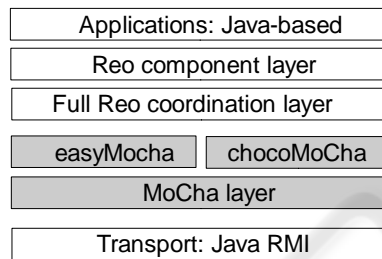 Applications: Java-based
Reo component layer
Full Reo coordination layer
easyMocha chocoMoCha
MoCha layer
Transport: Java RMI